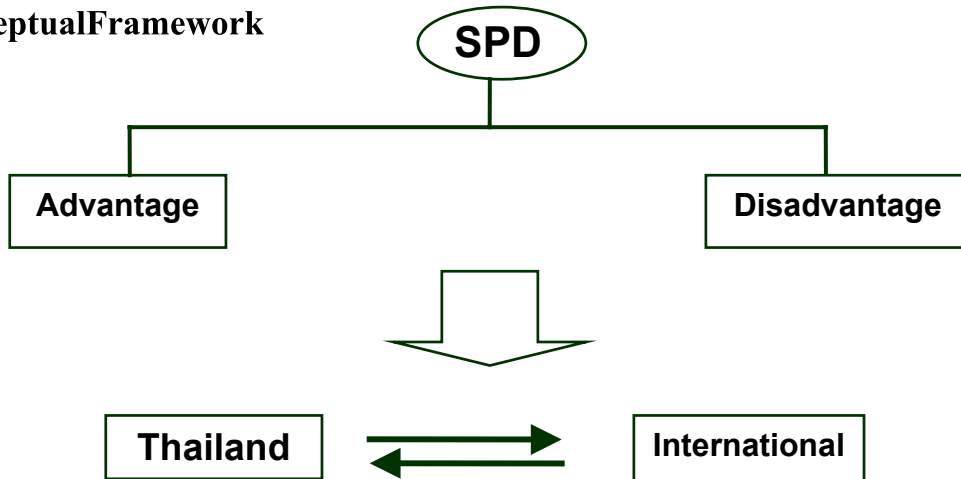 eptualFramework
SPD
Advantage
Disadvantage
Thailand
International